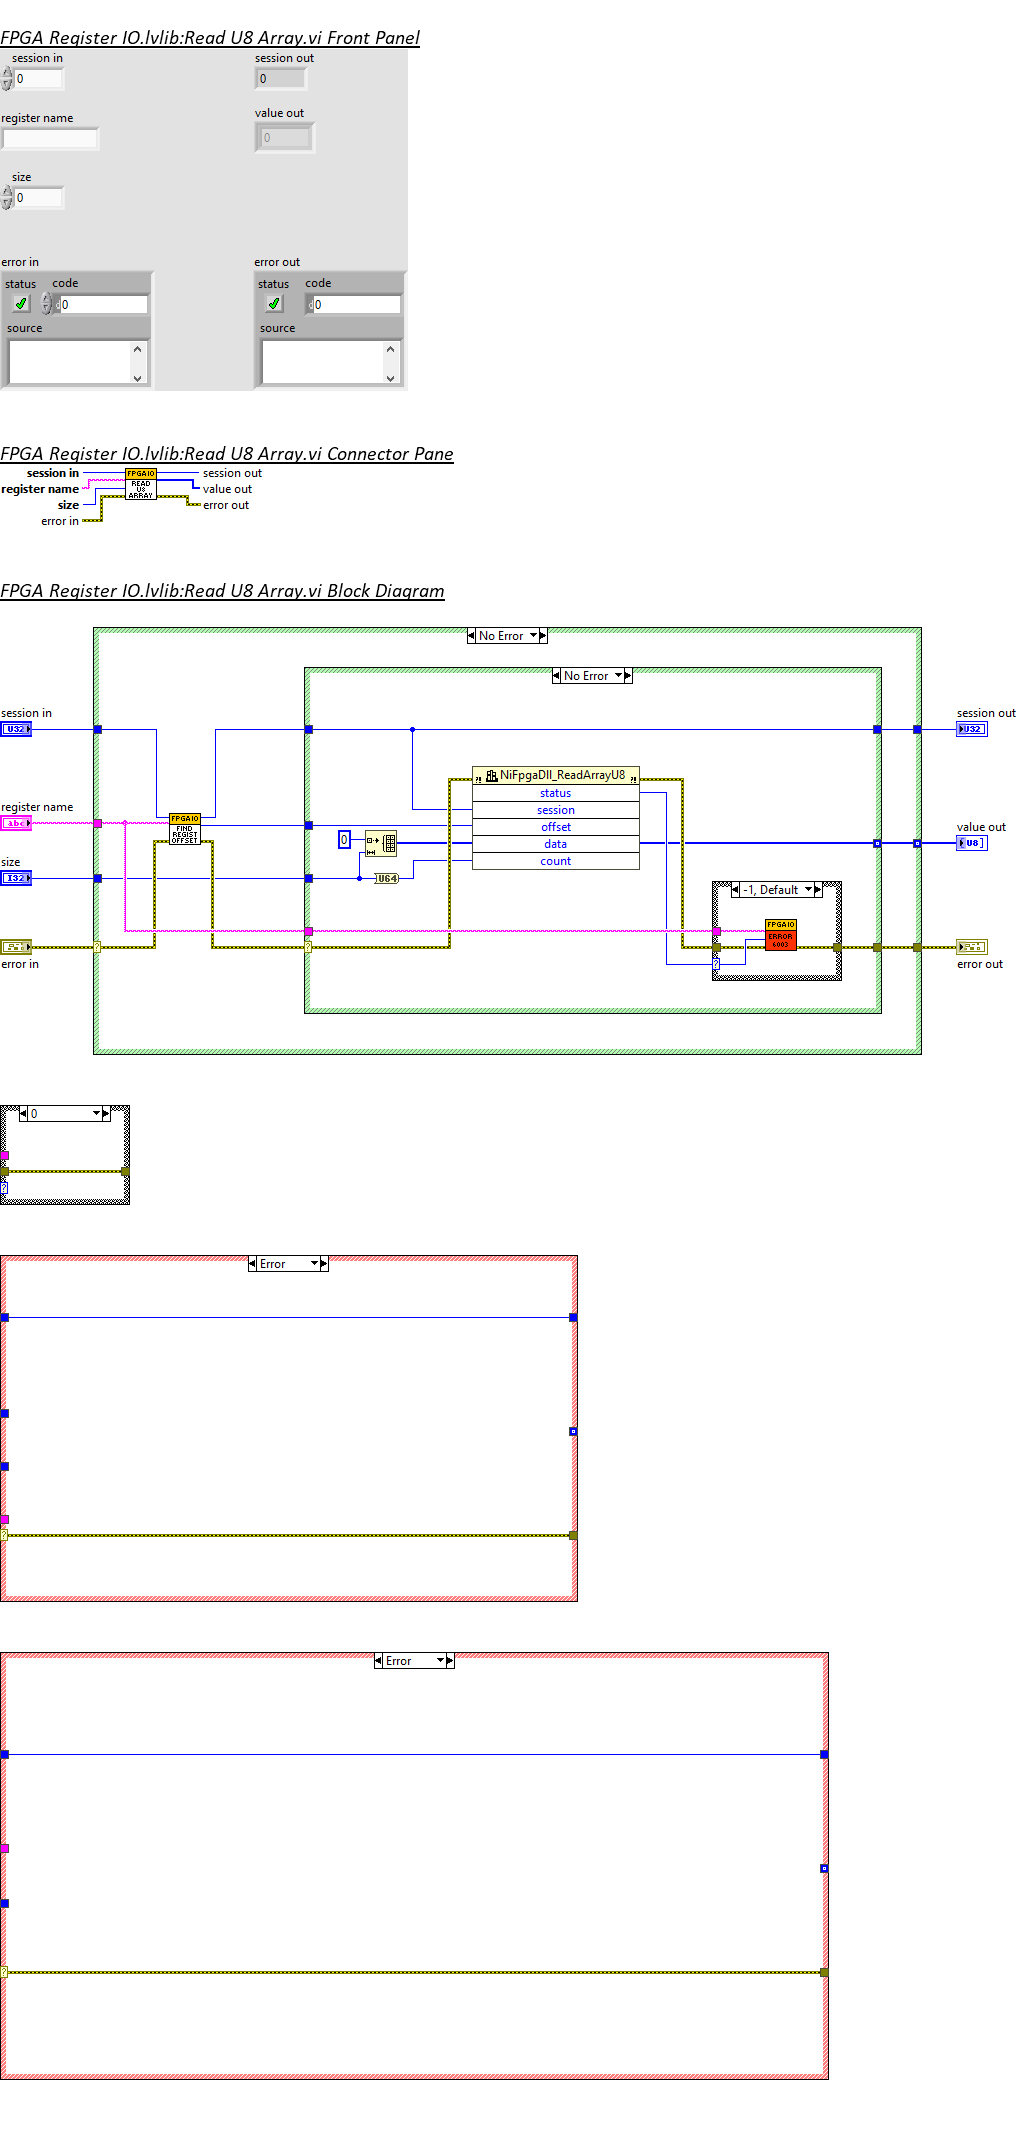 FPGA Register IO.lvlib:Read U8 Array.vi Front Panel
session in
session out
0
0
register name
value out
0
size
0
error in
error out
status code
status code
0
0
source
source
FPGA Register IO.lvlib:Read U8 Array.vi Connector Pane
session in
FPGAIO
session out
register name
READ
U8
ARRAY
value out
size
error out
error in
FPGA Register IO.lvlib:Read U8 Array.vi Block Diagram
No Error
No Error
session in
session out
U32
U32
NiFpgaDll_ReadArrayU8
status
session
offset
data
count
register name
abc
FPGAIO
FIND
REGIST
OFFSET
0
value out
U8
size
I32
U64
-1, Default
FPGAIO
ERROR
6003
error in
error out
0
?
Error
?
Error
?